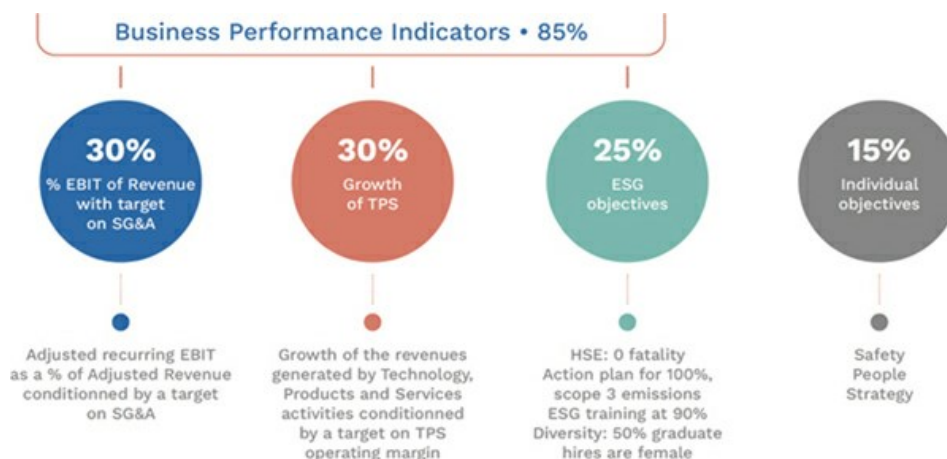 Business Performance Indicators • 85%
30%
% EBIT of Revenue
with target
on SG&A
30%
Growth
of TPS
25%
ESG
objectives
15%
Individual
objectives
Adjusted recurring EBIT
as a % of Adjusted Revenue
conditionned by a target
on SG&A
Growth of the revenues
generated by Technology,
Products and Services
activities conditionned
by a target on TPS
operating margin
HSE: 0 fatality
Action plan for 100%,
scope 3 emissions
ESG training at 90%
Diversity: 50% graduate
hires are female
Safety
People
Strategy